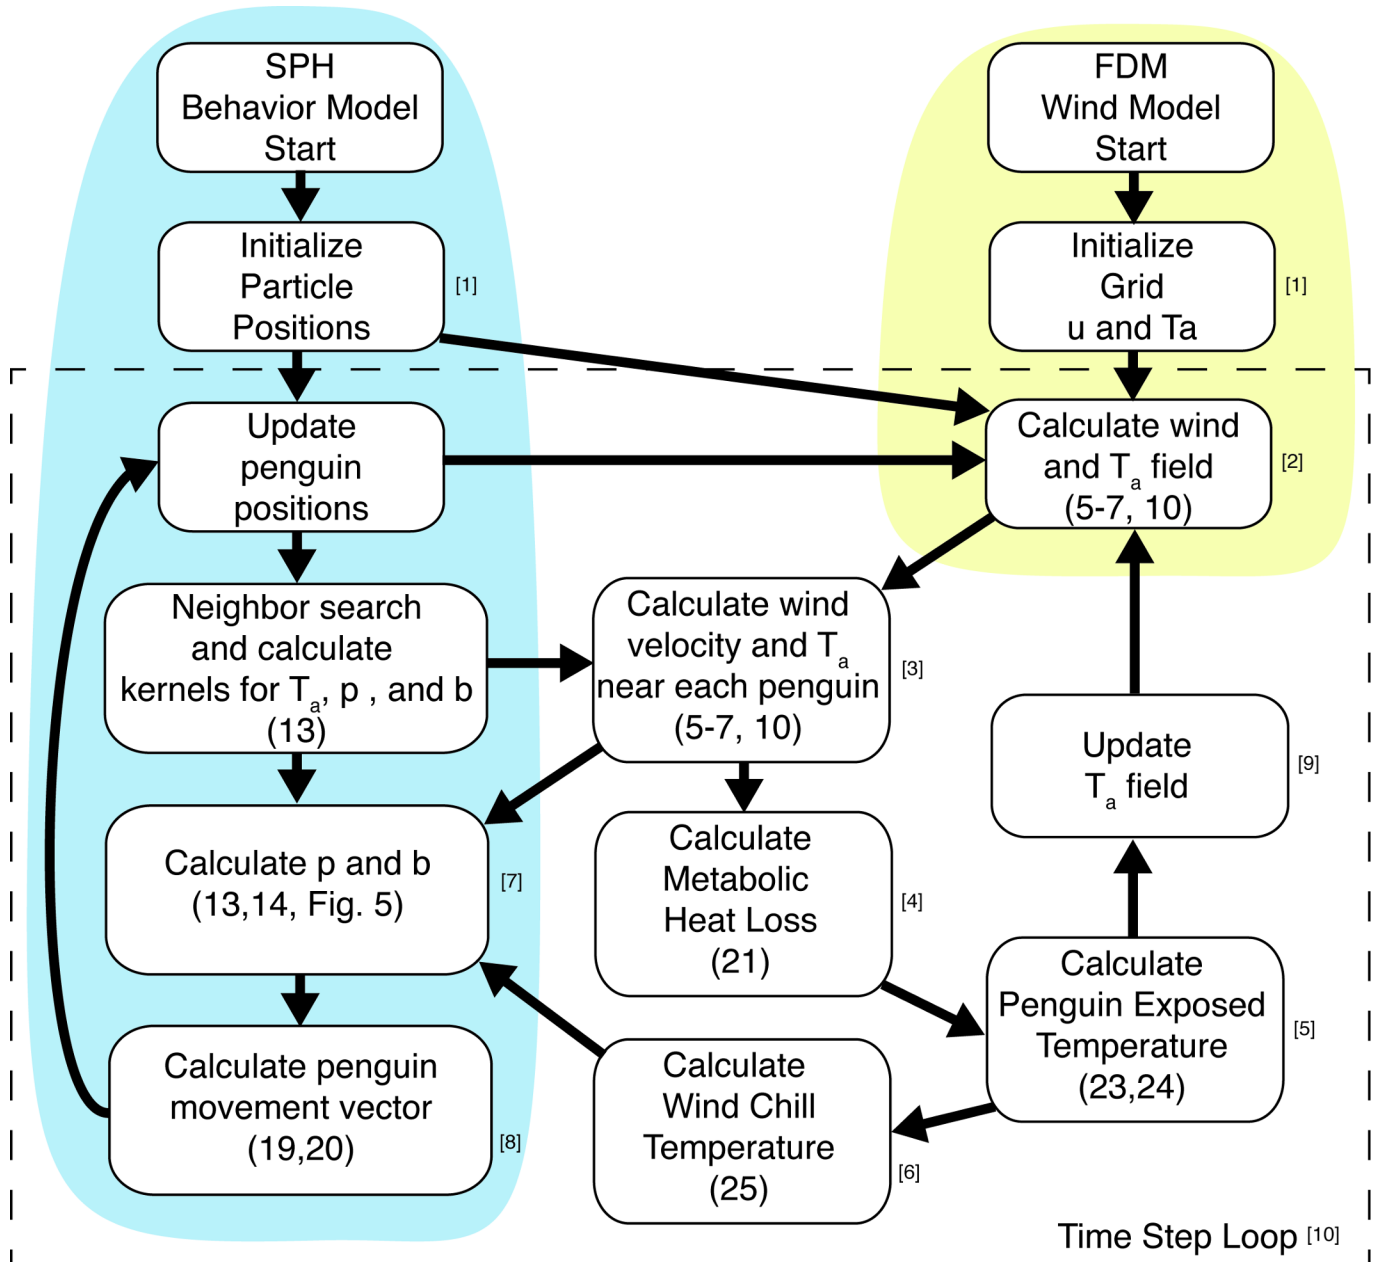 SPH
Behavior Model
Start
FDM
Wind Model
Start
Initialize
Particle
Positions
[1]
Initialize
Grid
u and Ta
[1]
Update
penguin
positions
Calculate wind
and Ta field
(5-7, 10)
[2]
Neighbor search
and calculate
kernels for Ta, p , and b
(13)
Calculate wind
velocity and Ta
near each penguin
(5-7, 10)
[3]
Update
Ta field
[9]
Calculate p and b
(13,14, Fig. 5)
[7]
Calculate
Metabolic
Heat Loss
(21)
[4]
Calculate
Penguin Exposed
Temperature
(23,24)
[5]
Calculate penguin
movement vector
(19,20)
[8]
Calculate
Wind Chill
Temperature
(25)
[6]
Time Step Loop [10]